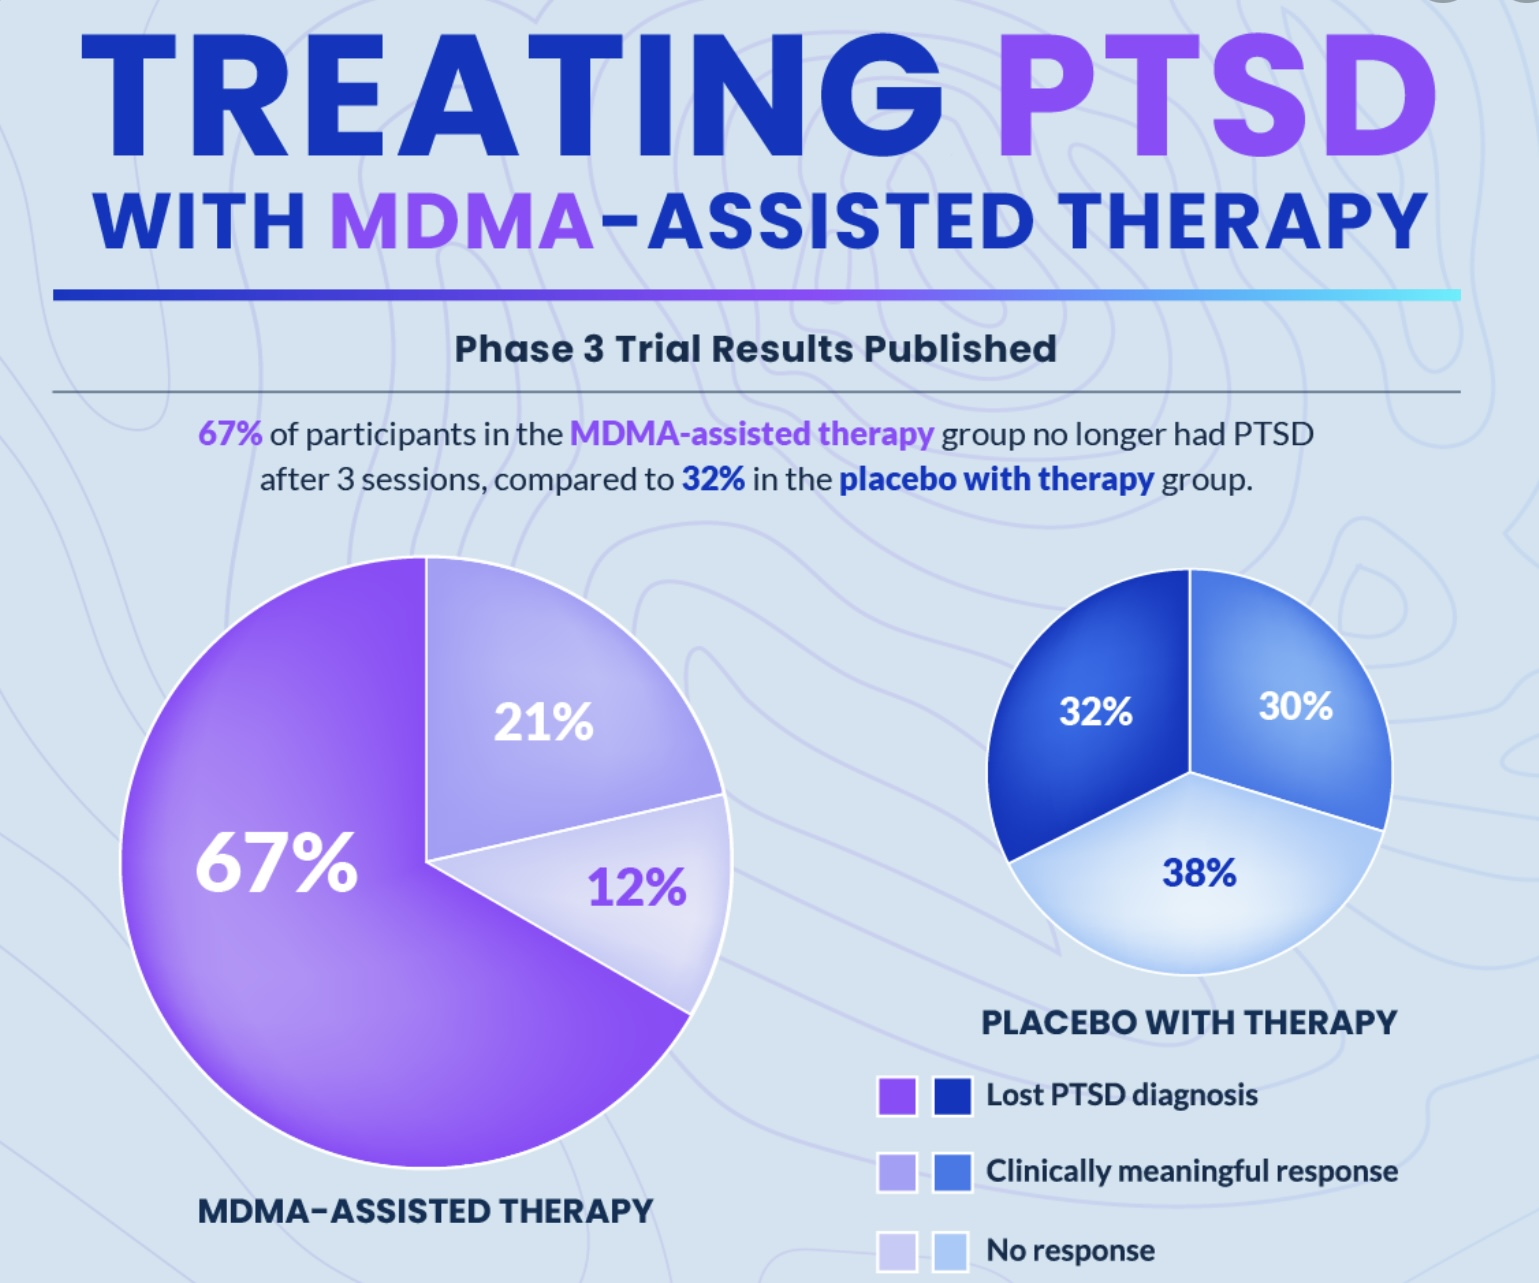 TREATING PTSD
WITH MDMA-ASSISTED THERAPY
Phase 3 Trial Results Published
67% of participants in the MDMA-assisted therapy group no longer had PTSD
after 3 sessions, compared to 32% in the placebo with therapy group.
67%
21%
12%
MDMA-ASSISTED THERAPY
32%
30%
38%
PLACEBO WITH THERAPY
Lost PTSD diagnosis
Clinically meaningful response
No response